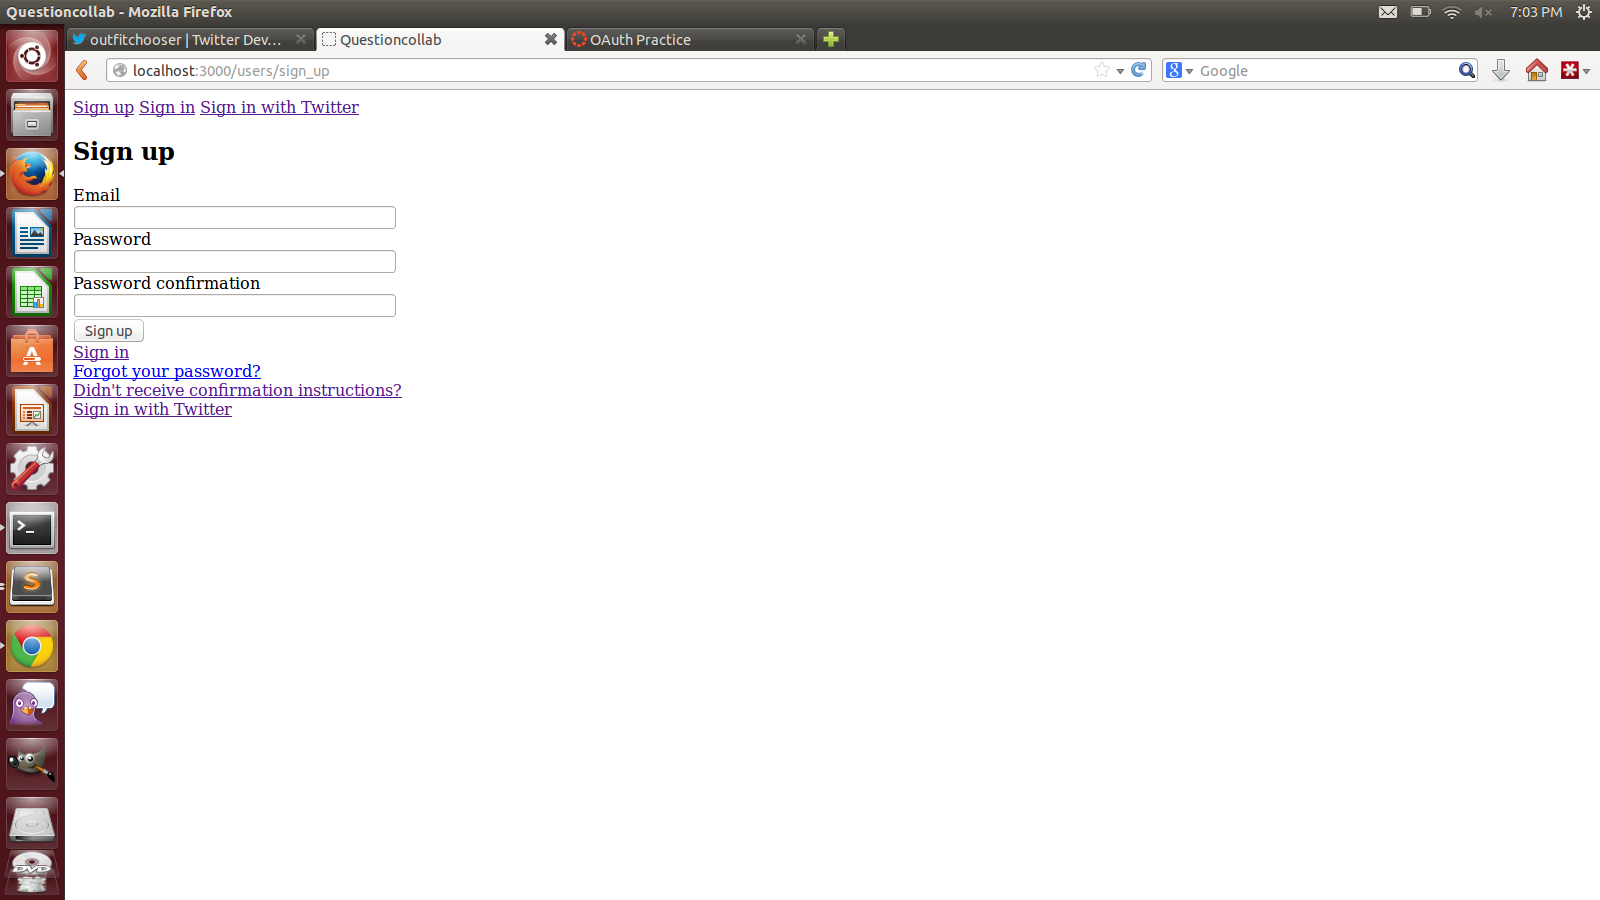 Questioncollab - Mozilla Firefox
7:03 PM
outfitchooser | Twitter Dev...
Questioncollab
OAuth Practice
localhost:3000/users/sign_up
Google
Sign up Sign in Sign in with Twitter
Sign up
Email
Password
Password confirmation
Sign up
Sign in
Forgot your password?
Didn't receive confirmation instructions?
Sign in with Twitter
DVD